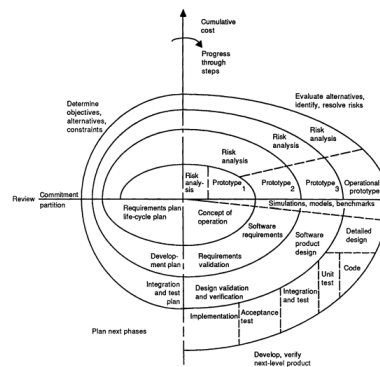 Cumulative
cost
Progress
through
steps
Evaluate alternatives,
identify, resolve risks
Determine
objectives,
alternatives,
constraints
Risk
analysis
Risk
analysis
Risk
analysis
Risk
analy-
sis
Prototype
1
Prototype
2
Prototype
3
Operational
prototype
Review
Commitment
partition
Simulations, models, benchmarks
Requirements plan
life-cycle plan
Concept of
operation
Software
requirements
Software
product
design
Detailed
design
Develop-
ment plan
Requirements
validation
Code
Unit
test
Integration
and test
plan
Design validation
and verification
Integration
and test
Acceptance
test
Implementation
Plan next phases
Develop, verify
next-level product